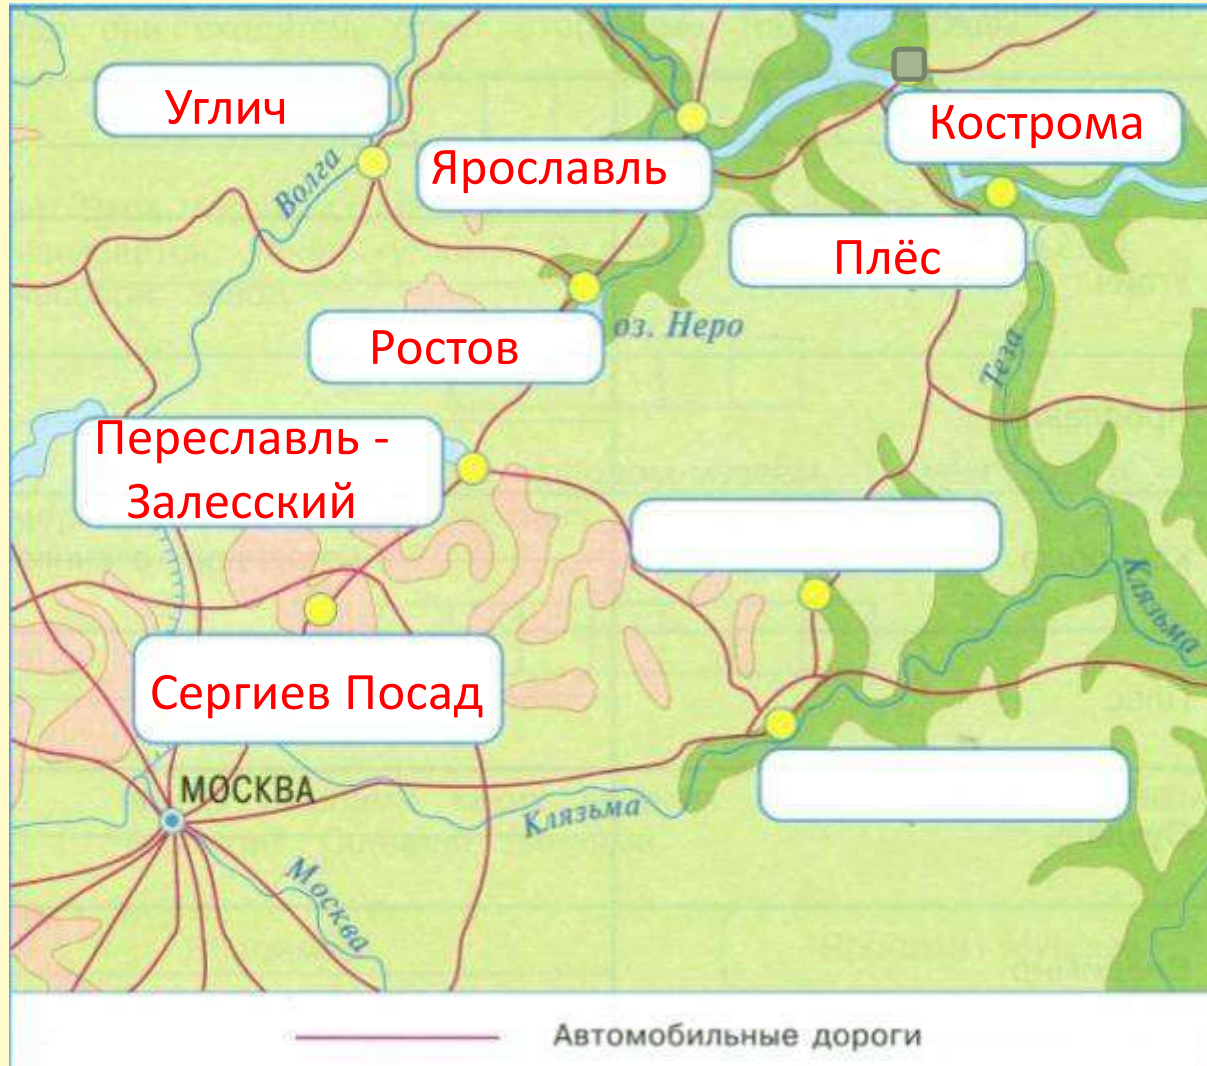 Углич
Кострома
Ярославль
Волга
Плёс
Ростов
оз. Неро
Теза
Переславль -
Залесский
Клязьма
Сергиев Посад
МОСКВА
Клязьма
Москва
Автомобильные дороги